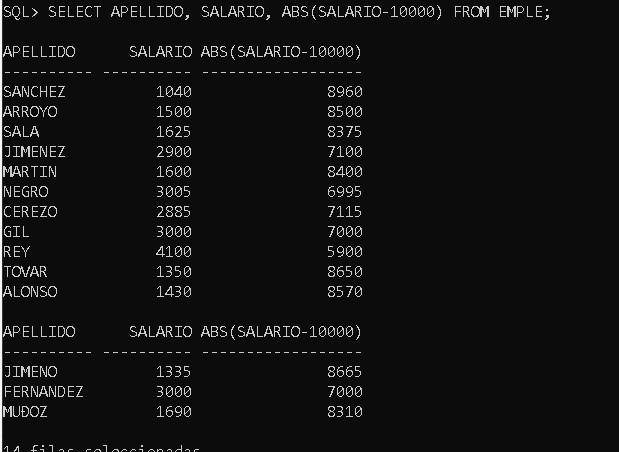 SQL> SELECT APELLIDO, SALARIO, ABS(SALARIO-10000) FROM EMPLE;
APELLIDO SALARIO ABS(SALARIO-10000)
---------- ---------- ------------------
SANCHEZ 1040 8960
ARROYO 1500 8500
SALA 1625 8375
JIMENEZ 2900 7100
MARTIN 1600 8400
NEGRO 3005 6995
CEREZO 2885 7115
GIL 3000 7000
REY 4100 5900
TOVAR 1350 8650
ALONSO 1430 8570
APELLIDO SALARIO ABS(SALARIO-10000)
---------- ---------- ------------------
JIMENO 1335 8665
FERNANDEZ 3000 7000
MUÐOZ 1690 8310
14 filas seleccionadas